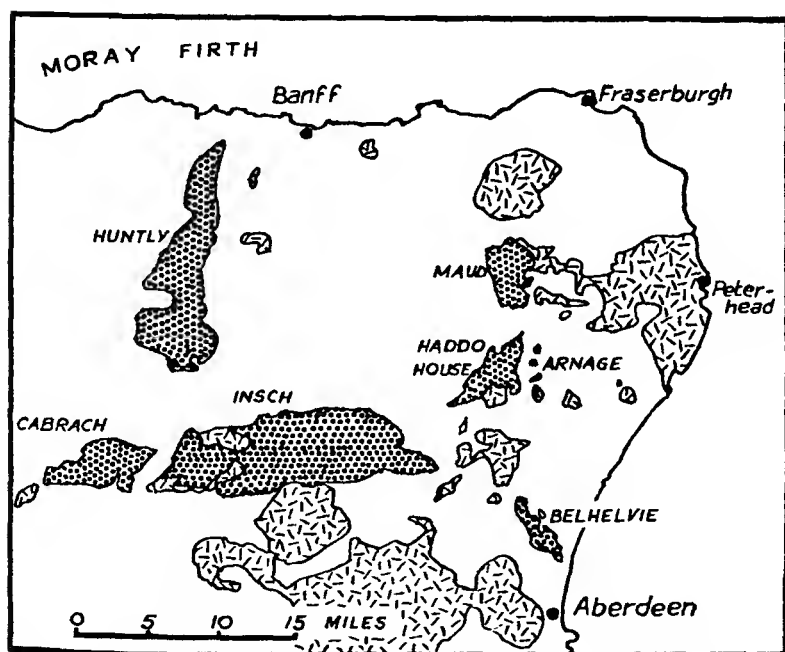 MORAY FIRTH
Banff
Fraserburgh
HUNTLY
MAUD
Peter-
head
HADDO
HOUSE
ARNAGE
INSCH
CABRACH
BELHELVIE
Aberdeen
0 5 10 15 MILES